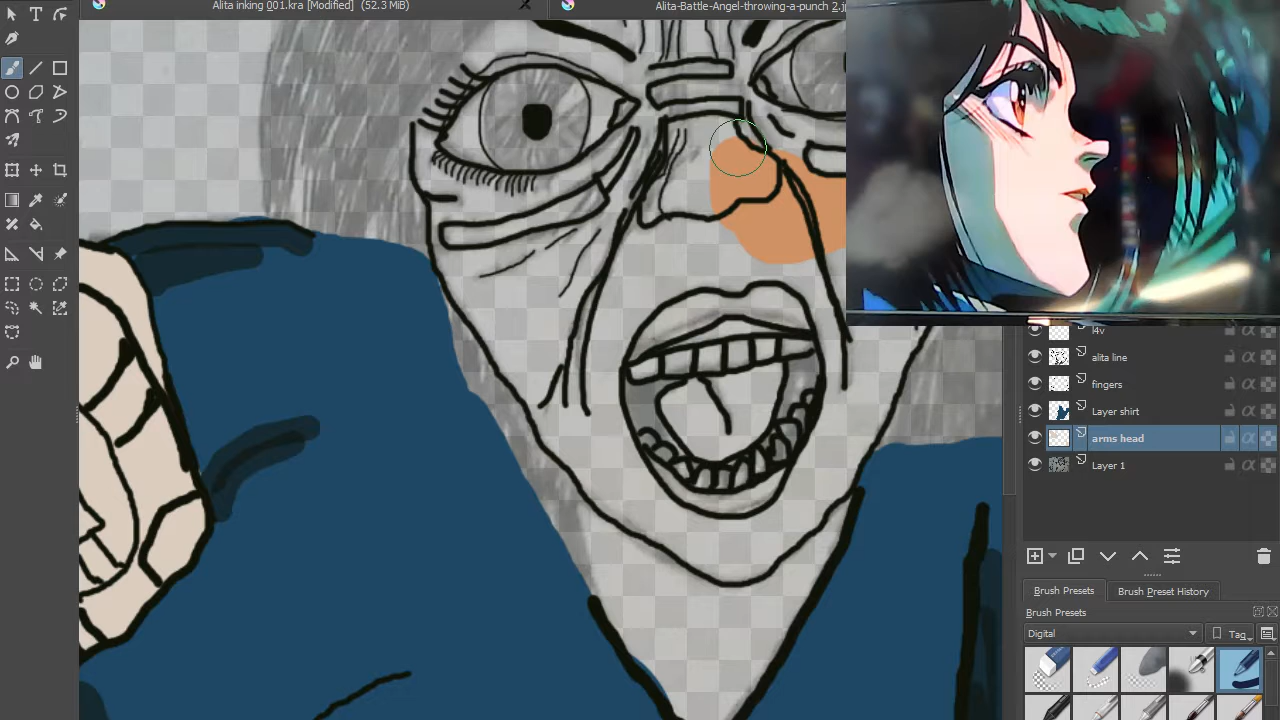 Alita inking 001.kra [Modified] (52.3 MiB)
Alita-Battle-Angel-throwing-a-punch 2.j
l4v
alita line
fingers
Layer shirt
arms head
Layer 1
Brush Presets
Brush Preset History
Brush Presets
Digital
Tag